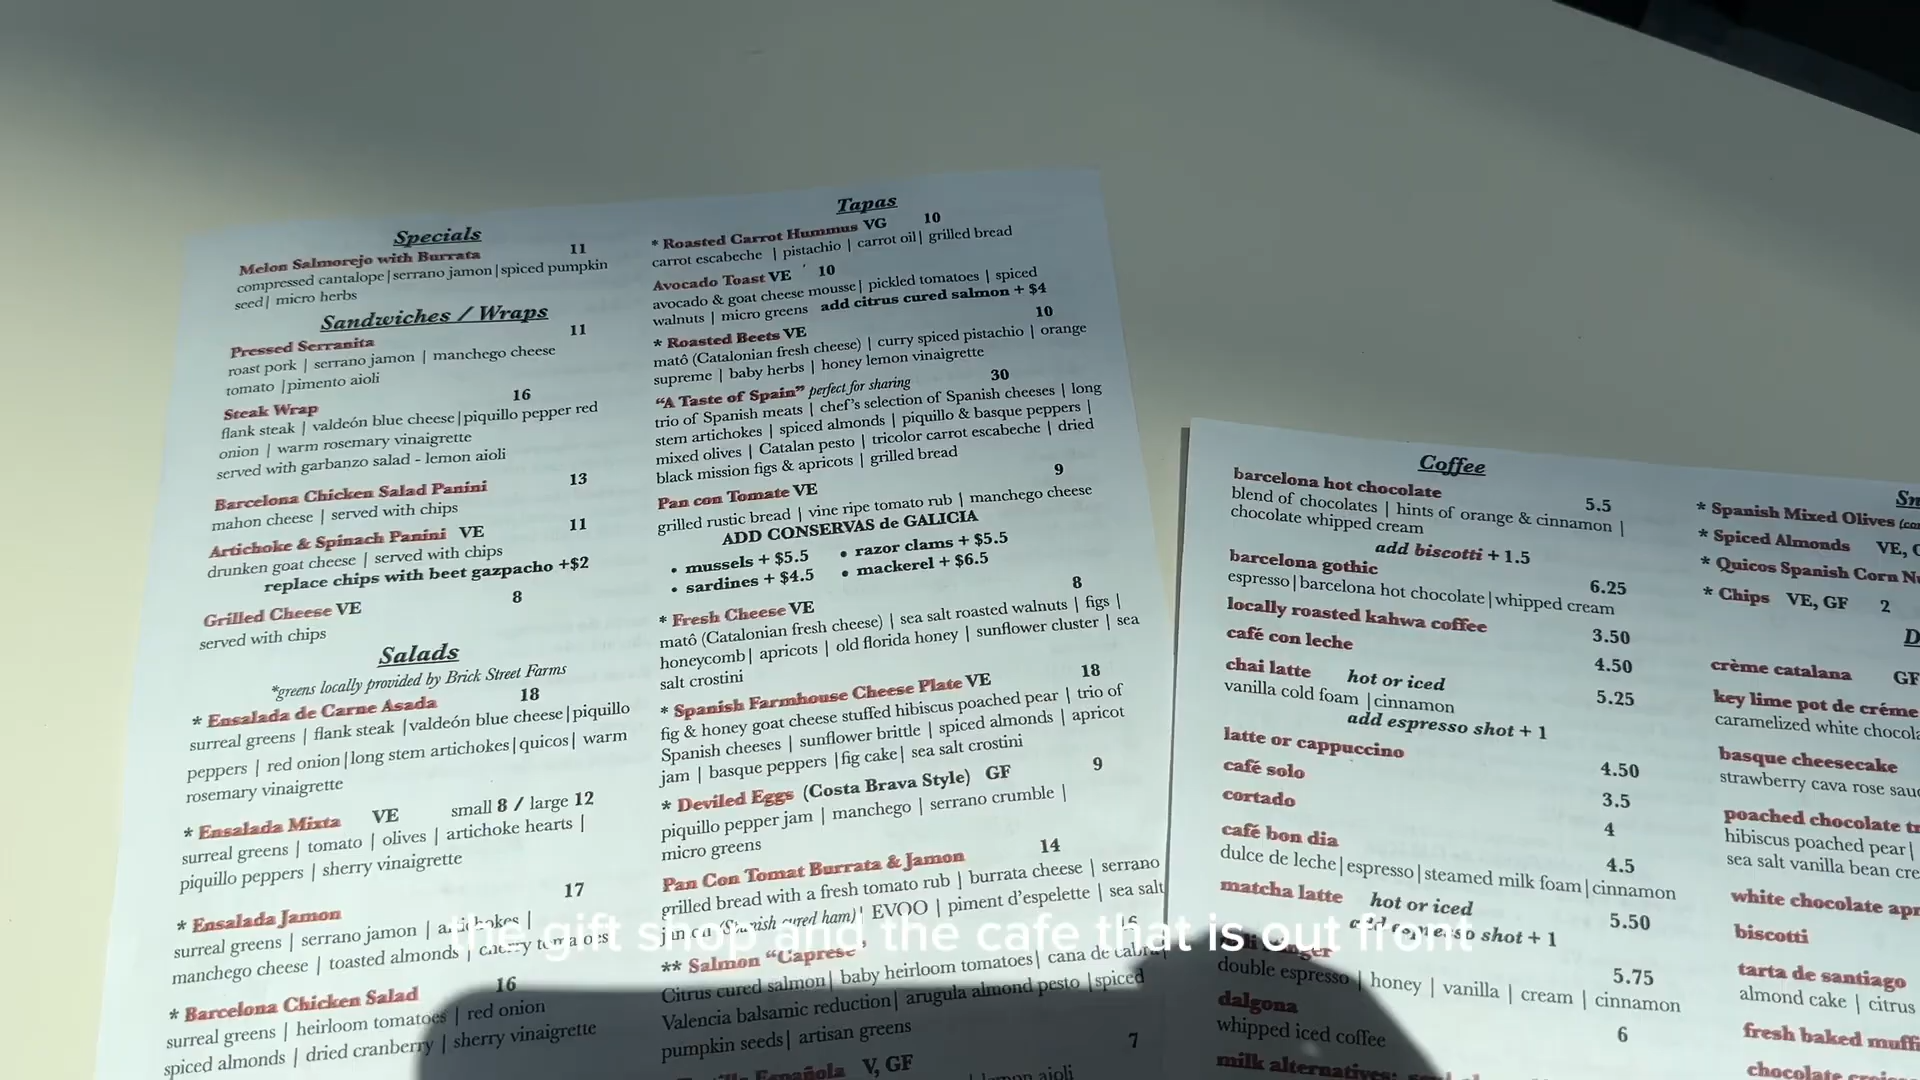 Specials
Melon Salmorejo with Burrata 11
compressed cantalope|serrano jamon|spiced pumpkin
seed| micro herbs
Sandwiches / Wraps
Pressed Serranita 11
roast pork | serrano jamon | manchego cheese
tomato |pimento aioli
Steak Wrap 16
flank steak | valdeón blue cheese|piquillo pepper red
onion | warm rosemary vinaigrette
served with garbanzo salad - lemon aioli
Barcelona Chicken Salad Panini 13
mahon cheese | served with chips
Artichoke & Spinach Panini VE 11
drunken goat cheese | served with chips
replace chips with beet gazpacho +$2
Grilled Cheese VE 8
served with chips
Salads
*greens locally provided by Brick Street Farms
* Ensalada de Carne Asada 18
surreal greens | flank steak |valdeón blue cheese|piquillo
peppers | red onion|long stem artichokes|quicos| warm
rosemary vinaigrette
* Ensalada Mixta VE small 8 / large 12
surreal greens | tomato | olives | artichoke hearts |
piquillo peppers | sherry vinaigrette
* Ensalada Jamon 17
surreal greens | serrano jamon | artichokes |
manchego cheese | toasted almonds | cherry tomatoes
* Barcelona Chicken Salad 16
surreal greens | heirloom tomatoes | red onion
spiced almonds | dried cranberry | sherry vinaigrette
Tapas
* Roasted Carrot Hummus VG 10
carrot escabeche | pistachio | carrot oil| grilled bread
Avocado Toast VE 10
avocado & goat cheese mousse| pickled tomatoes | spiced
walnuts | micro greens add citrus cured salmon + $4
* Roasted Beets VE 10
matô (Catalonian fresh cheese) | curry spiced pistachio | orange
supreme | baby herbs | honey lemon vinaigrette
“A Taste of Spain” perfect for sharing 30
trio of Spanish meats | chef’s selection of Spanish cheeses | long
stem artichokes | spiced almonds | piquillo & basque peppers |
mixed olives | Catalan pesto | tricolor carrot escabeche | dried
black mission figs & apricots | grilled bread
Pan con Tomate VE 9
grilled rustic bread | vine ripe tomato rub | manchego cheese
ADD CONSERVAS de GALICIA
• mussels + $5.5 • razor clams + $5.5
• sardines + $4.5 • mackerel + $6.5
* Fresh Cheese VE 8
matô (Catalonian fresh cheese) | sea salt roasted walnuts | figs |
honeycomb| apricots | old florida honey | sunflower cluster | sea
salt crostini
* Spanish Farmhouse Cheese Plate VE 18
fig & honey goat cheese stuffed hibiscus poached pear | trio of
Spanish cheeses | sunflower brittle | spiced almonds | apricot
jam | basque peppers |fig cake| sea salt crostini
* Deviled Eggs (Costa Brava Style) GF 9
piquillo pepper jam | manchego | serrano crumble |
micro greens
Pan Con Tomat Burrata & Jamon 14
grilled bread with a fresh tomato rub | burrata cheese | serrano
jamon (Spanish cured ham)| EVOO | piment d’espelette | sea salt
** Salmon “Caprese” 16
Citrus cured salmon| baby heirloom tomatoes| cana de cabra|
Valencia balsamic reduction| arugula almond pesto |spiced
pumpkin seeds| artisan greens
Española V, GF 7
aioli
Coffee
barcelona hot chocolate 5.5
blend of chocolates | hints of orange & cinnamon |
chocolate whipped cream
add biscotti + 1.5
barcelona gothic 6.25
espresso|barcelona hot chocolate|whipped cream
locally roasted kahwa coffee 3.50
café con leche 4.50
chai latte hot or iced 5.25
vanilla cold foam |cinnamon
add espresso shot + 1
latte or cappuccino 4.50
café solo 3.5
cortado 4
café bon dia 4.5
dulce de leche|espresso|steamed milk foam|cinnamon
matcha latte hot or iced 5.50
add espresso shot + 1
5.75
double espresso | honey | vanilla | cream | cinnamon
dalgona 6
whipped iced coffee
milk alternatives:
* Spanish Mixed Olives
* Spiced Almonds VE,
* Quicos Spanish Corn
* Chips VE, GF 2
crème catalana GF
key lime pot de créme
caramelized white
basque cheesecake
strawberry cava rose
poached chocolate
hibiscus poached pear|
sea salt vanilla bean
white chocolate
biscotti
tarta de santiago
almond cake | citrus
fresh baked
chocolate
the gift shop and the cafe that is out front